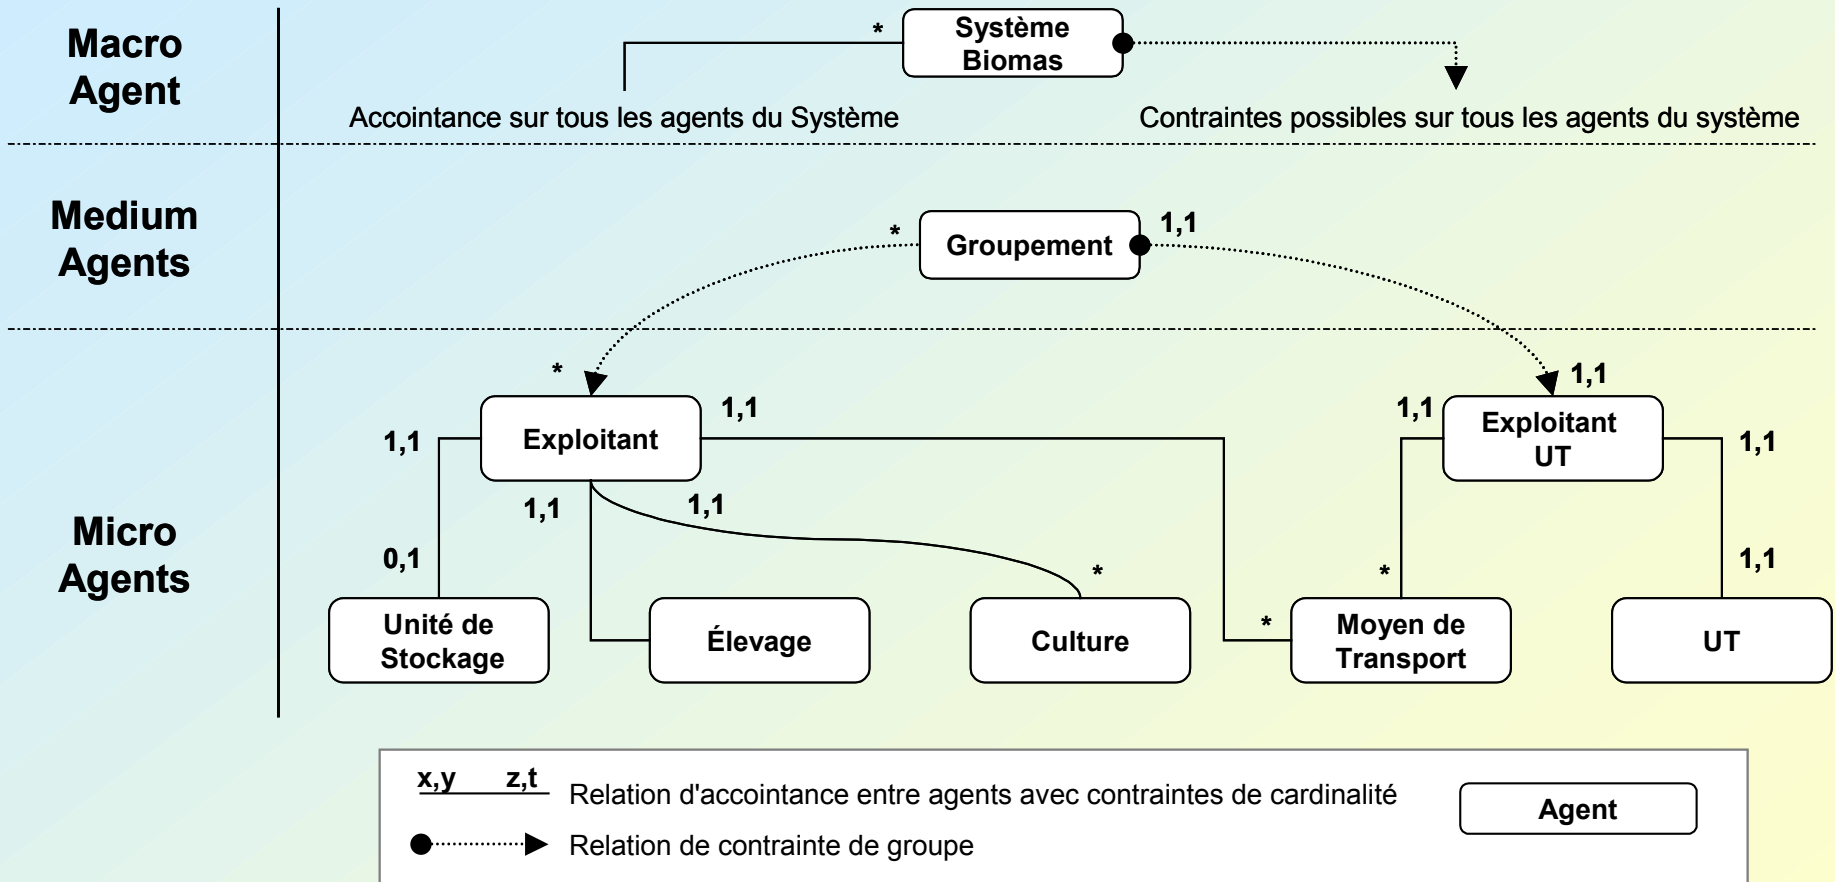 Macro
Agent
*
Système
Biomas
Accointance sur tous les agents du Système
Contraintes possibles sur tous les agents du système
Medium
Agents
*
Groupement
1,1
Micro
Agents
*
1,1
Exploitant
1,1
1,1
1,1
0,1
*
1,1
1,1
Exploitant
UT
1,1
*
*
1,1
Unité de
Stockage
Élevage
Culture
Moyen de
Transport
UT
x,y z,t
Relation d'accointance entre agents avec contraintes de cardinalité
Relation de contrainte de groupe
Agent